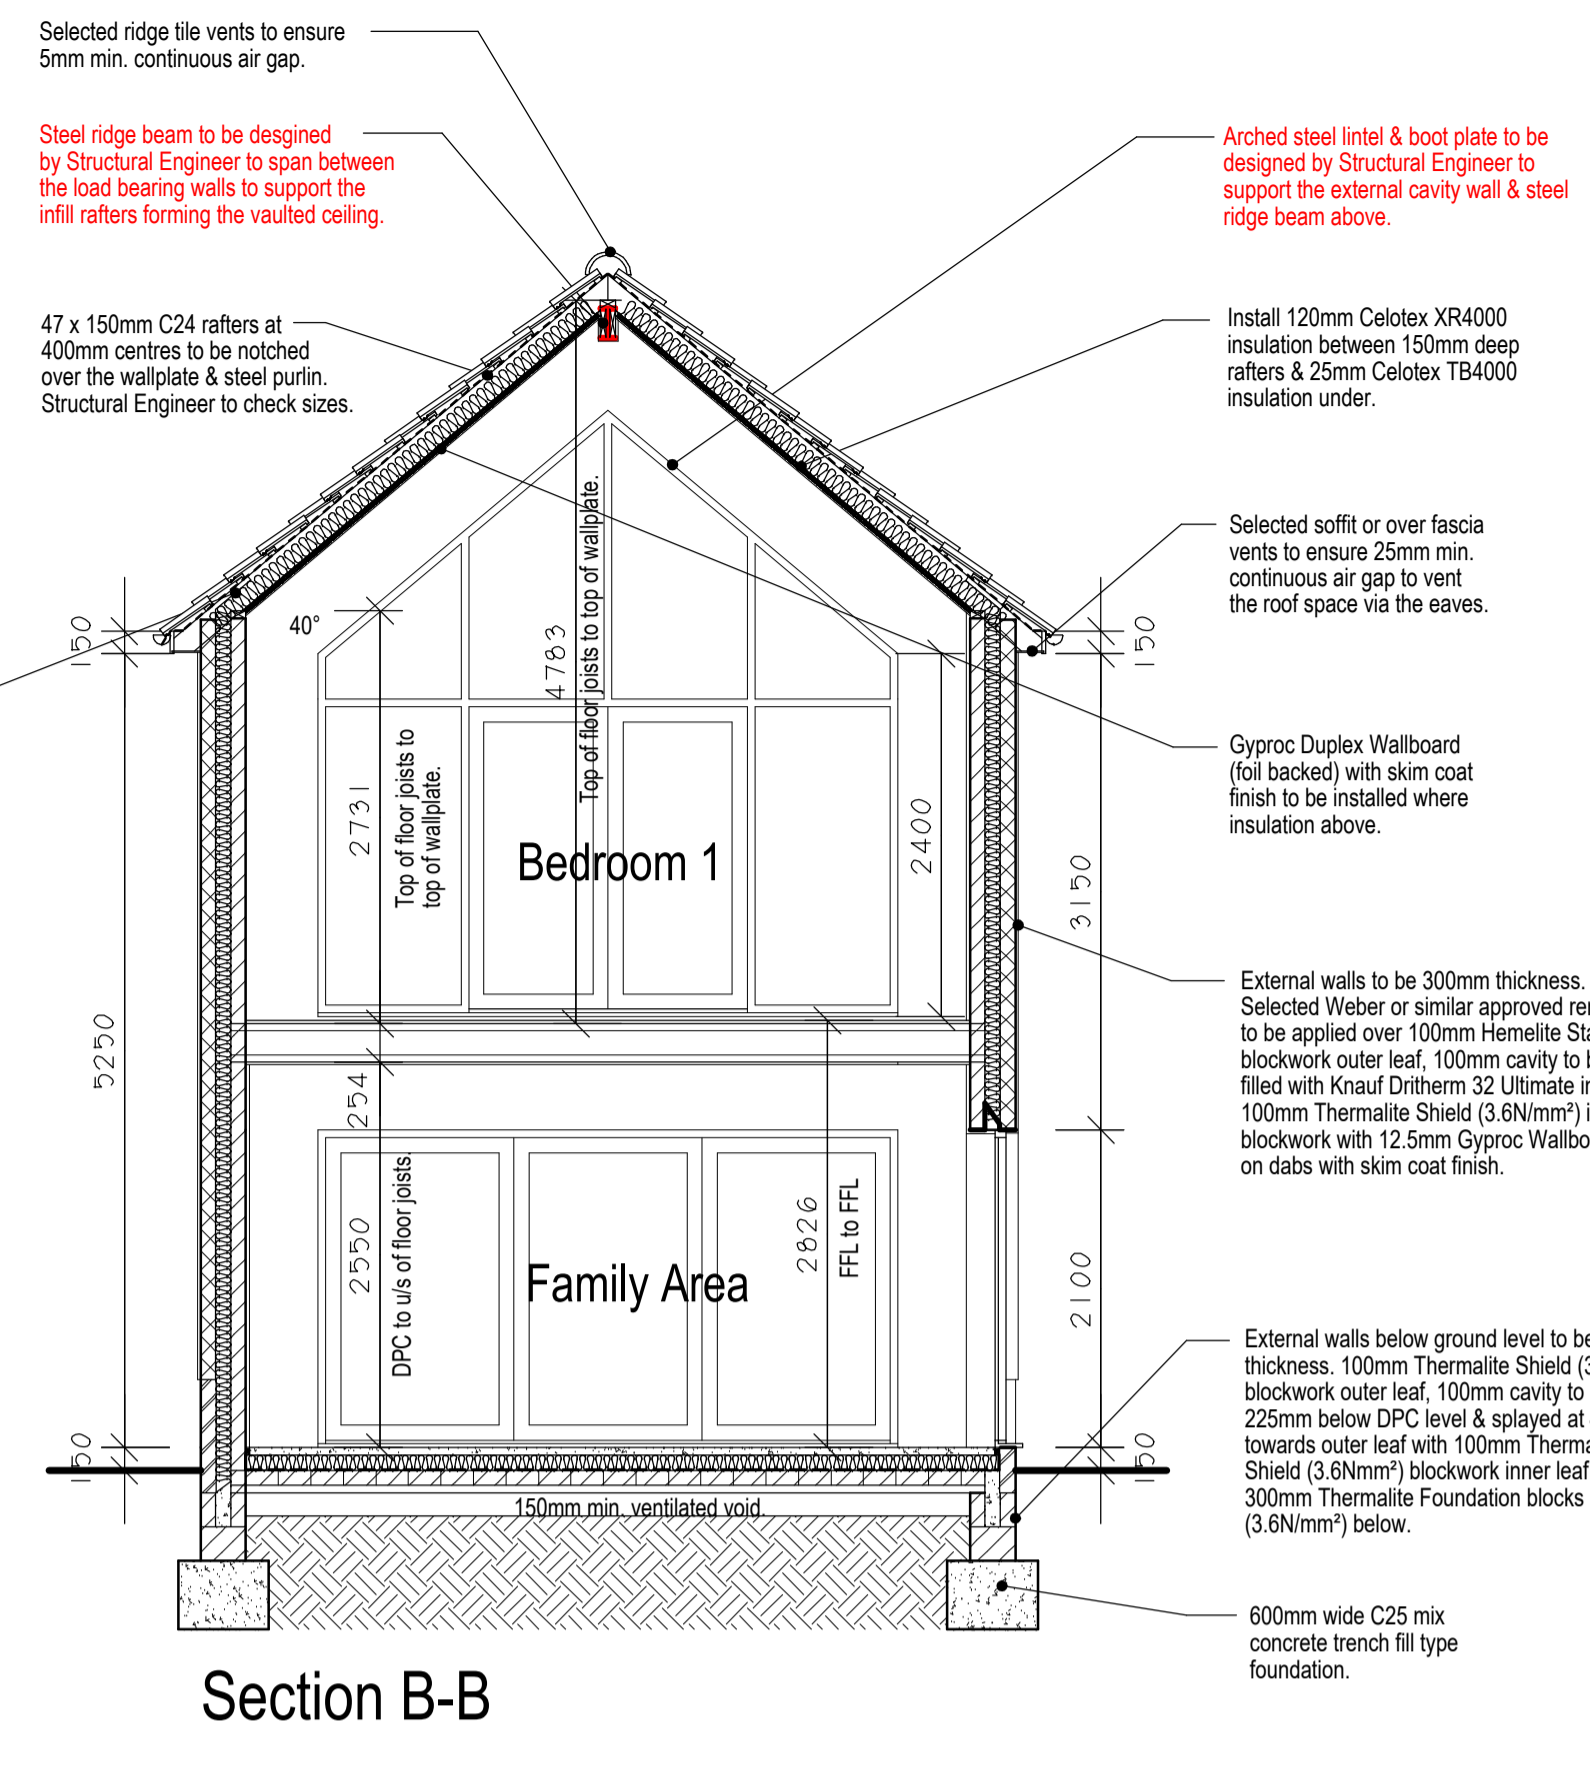 Selected ridge tile vents to ensure
5mm min. continuous air gap.
Steel ridge beam to be desgined
by Structural Engineer to span between
the load bearing walls to support the
infill rafters forming the vaulted ceiling.
47 x 150mm C24 rafters at
400mm centres to be notched
over the wallplate & steel purlin.
Structural Engineer to check sizes.
Arched steel lintel & boot plate to be
designed by Structural Engineer to
support the external cavity wall & steel
ridge beam above.
Install 120mm Celotex XR4000
insulation between 150mm deep
rafters & 25mm Celotex TB4000
insulation under.
Selected soffit or over fascia
vents to ensure 25mm min.
continuous air gap to vent
the roof space via the eaves.
Gyproc Duplex Wallboard
(foil backed) with skim coat
finish to be installed where
insulation above.
External walls to be 300mm thickness.
Selected Weber or similar approved
to be applied over 100mm Hemelite
blockwork outer leaf, 100mm cavity to
filled with Knauf Dritherm 32 Ultimate
100mm Thermalite Shield (3.6N/mm²)
blockwork with 12.5mm Gyproc
on dabs with skim coat finish.
External walls below ground level to be
thickness. 100mm Thermalite Shield
blockwork outer leaf, 100mm cavity to
225mm below DPC level & splayed at
towards outer leaf with 100mm
Shield (3.6Nmm²) blockwork inner leaf
300mm Thermalite Foundation blocks
(3.6N/mm²) below.
600mm wide C25 mix
concrete trench fill type
foundation.
150
5250
150
40°
2731
Top of floor joists to
top of wallplate.
4783
Top of floor joists to top of wallplate.
Bedroom 1
2400
150
3150
2100
150
254
2550
DPC to u/s of floor joists.
Family Area
2826
FFL to FFL
150mm min. ventilated void.
Section B-B